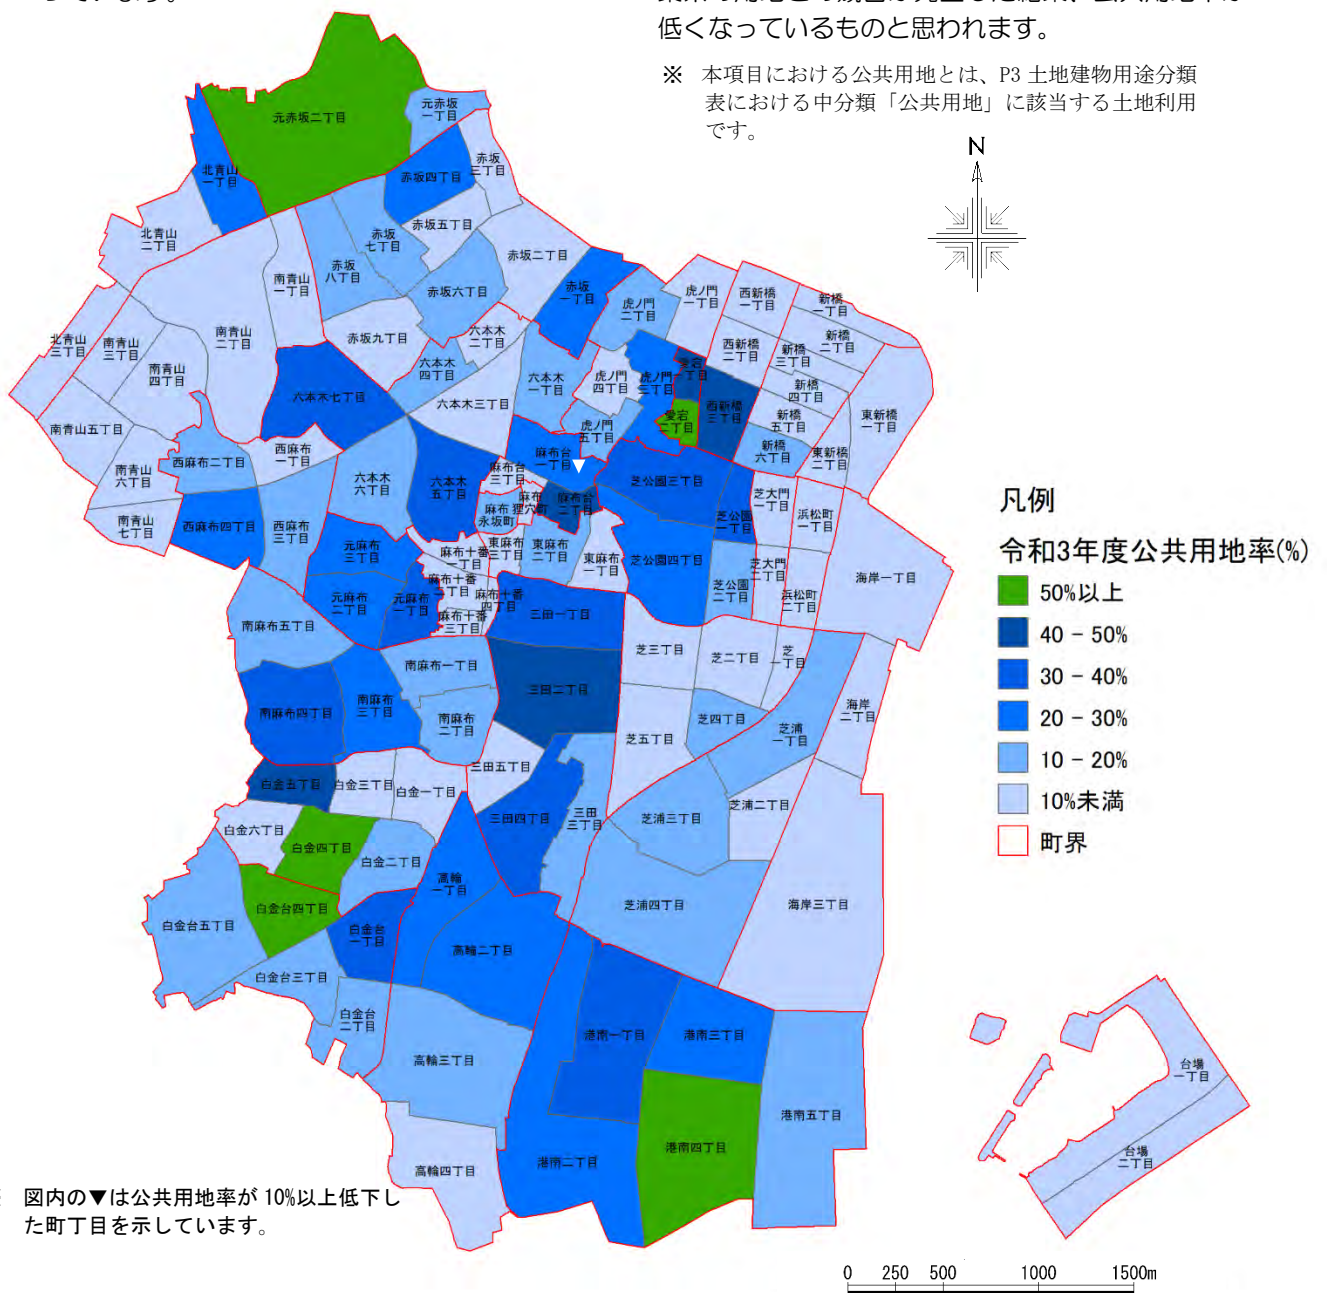 っています。
低くなっているものと思われます。
※ 本項目における公共用地とは、P3 土地建物用途分類
表における中分類「公共用地」に該当する土地利用
です。
N
元赤坂二丁目
元赤坂
一丁目
北青山
一丁目
赤坂四丁目
赤坂
三丁目
北青山
二丁目
赤坂
七丁目
赤坂五丁目
赤坂二丁目
南青山
一丁目
赤坂
八丁目
赤坂六丁目
赤坂
一丁目
虎ノ門
二丁目
虎ノ門
一丁目
西新橋
一丁目
新橋
一丁目
北青山
三丁目
南青山
三丁目
南青山
二丁目
赤坂九丁目
六本木
二丁目
西新橋
二丁目
新橋
二丁目
新橋
三丁目
南青山
四丁目
六本木
四丁目
六本木
一丁目
虎ノ門
四丁目
虎ノ門
三丁目
愛宕
一丁目
新橋
四丁目
六本木七丁目
六本木三丁目
愛宕
二丁目
西新橋
三丁目
新橋
五丁目
東新橋
一丁目
南青山五丁目
虎ノ門
五丁目
新橋
六丁目
東新橋
二丁目
南青山
六丁目
西麻布二丁目
西麻布
一丁目
麻布台
一丁目
六本木
六丁目
六本木
五丁目
麻布台
三丁目
芝公園三丁目
芝大門
一丁目
南青山
七丁目
西麻布四丁目
西麻布
三丁目
麻布
永坂町
麻布
狸穴町
麻布台
二丁目
芝公園
一丁目
浜松町
一丁目
元麻布
三丁目
麻布十番
一丁目
東麻布
三丁目
東麻布
二丁目
東麻布
一丁目
芝公園四丁目
芝公園
二丁目
芝大門
二丁目
浜松町
二丁目
海岸一丁目
元麻布
二丁目
元麻布
一丁目
麻布十番
二丁目
麻布十番
四丁目
麻布十番
三丁目
三田一丁目
南麻布五丁目
南麻布一丁目
芝三丁目
芝二丁目
芝
一丁目
三田二丁目
南麻布四丁目
南麻布
三丁目
南麻布
二丁目
芝四丁目
芝浦
一丁目
海岸
二丁目
芝五丁目
三田五丁目
白金五丁目
白金三丁目
白金一丁目
三田四丁目
三田
三丁目
芝浦三丁目
芝浦二丁目
白金六丁目
白金四丁目
白金二丁目
高輪
一丁目
白金台五丁目
白金台四丁目
白金台
一丁目
芝浦四丁目
海岸三丁目
高輪二丁目
白金台三丁目
白金台
二丁目
港南一丁目
港南三丁目
高輪三丁目
港南五丁目
港南四丁目
港南二丁目
高輪四丁目
台場
一丁目
台場
二丁目
凡例
令和3年度公共用地率(%)
50%以上
40 - 50%
30 - 40%
20 - 30%
10 - 20%
10%未満
町界
図内の▼は公共用地率が 10%以上低下し
た町丁目を示しています。
0 250 500 1000 1500m